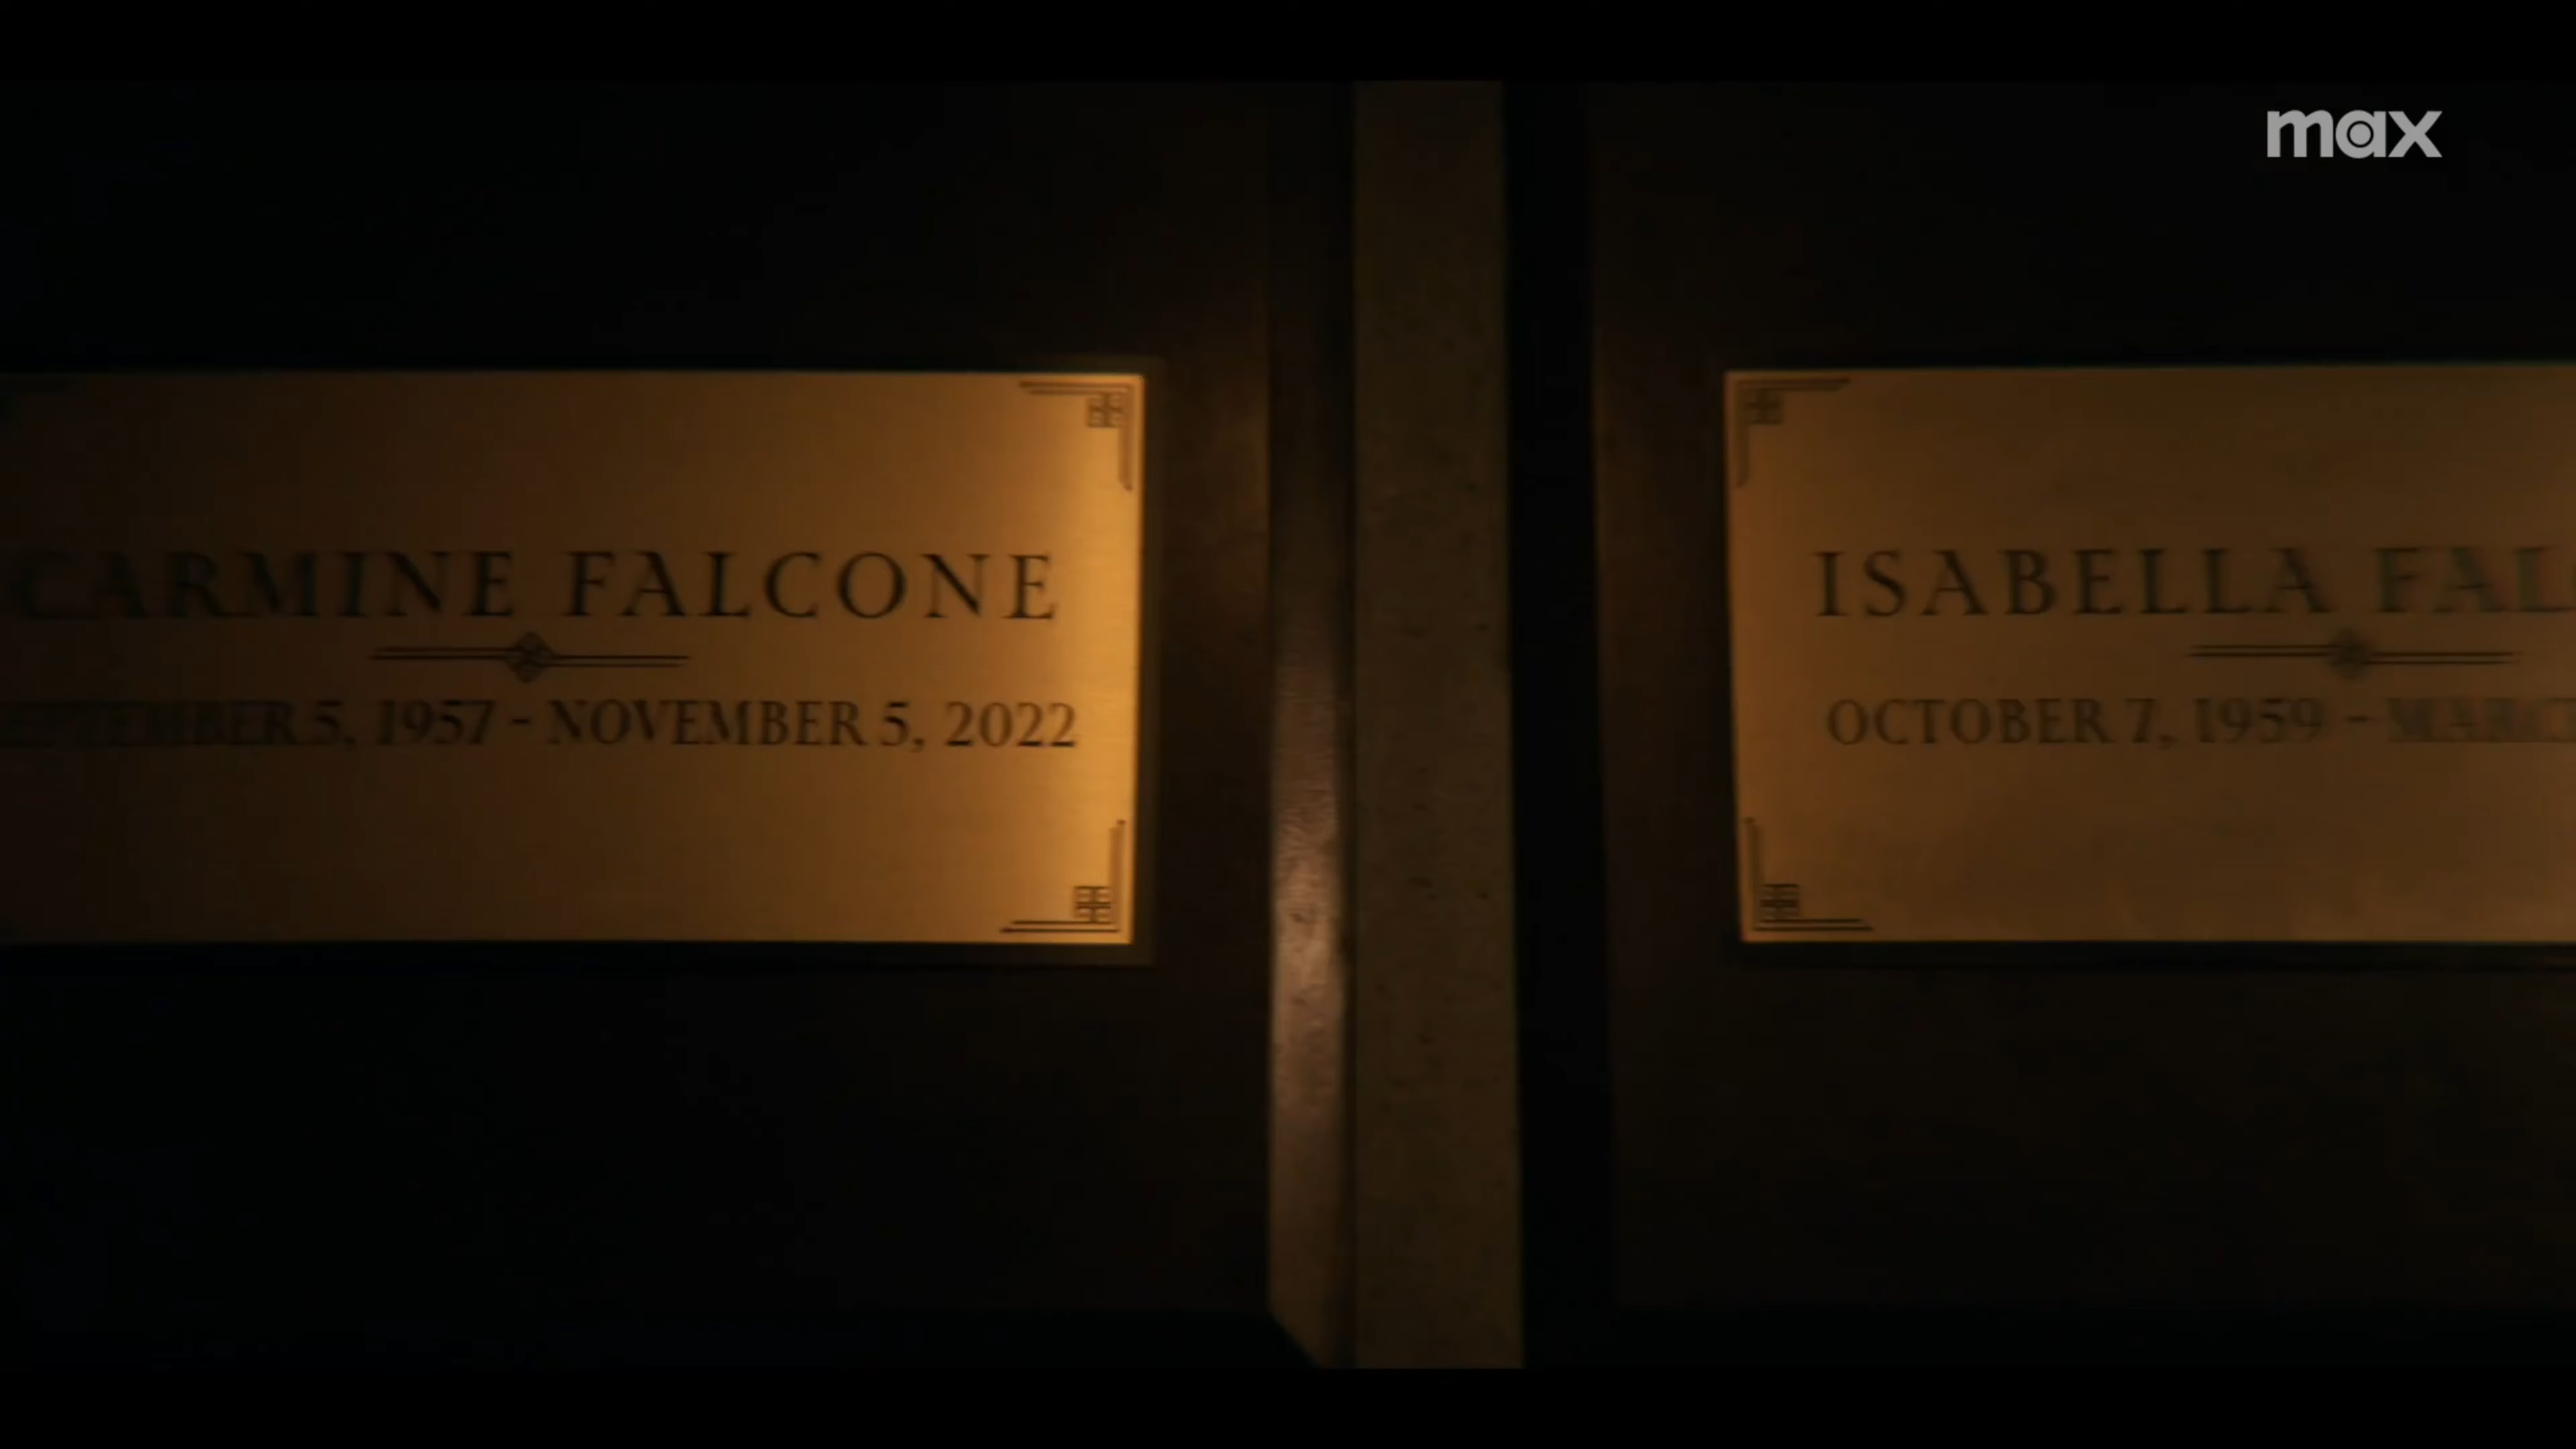 max
CARMINE FALCONE
5, 1957 - NOVEMBER 5, 2022
ISABELLA
OCTOBER 7, 1959 -